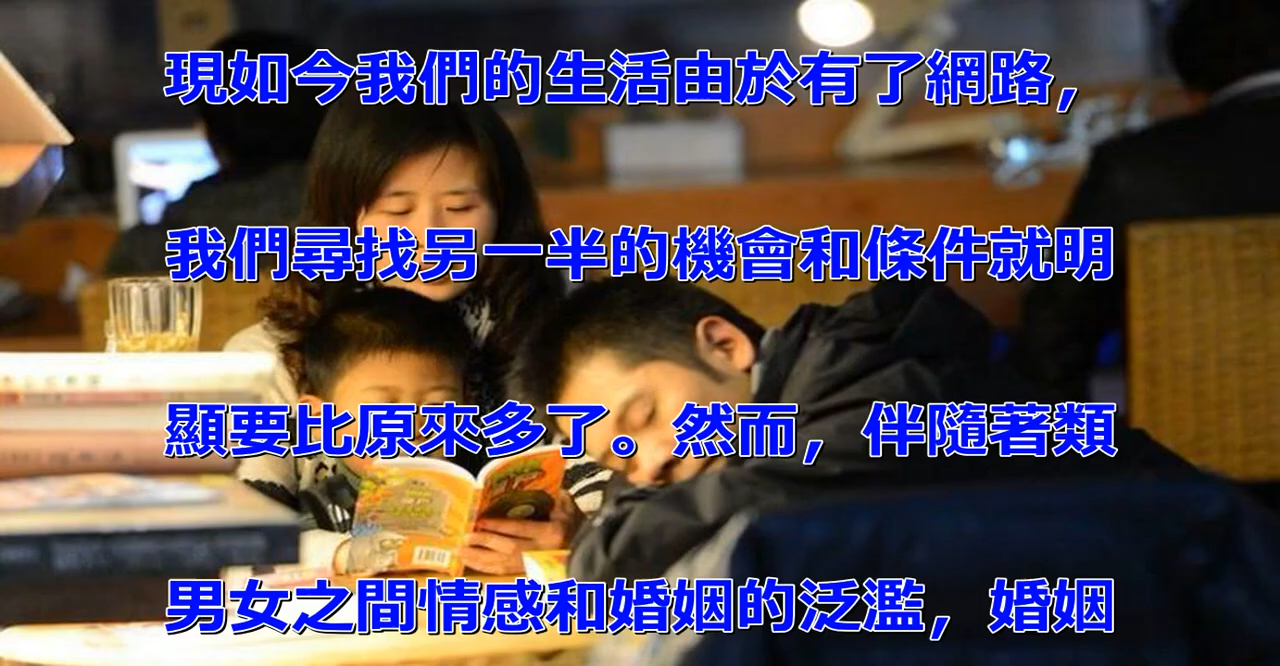 現如今我們的生活由於有了網路，
我們尋找另一半的機會和條件就明
顯要比原來多了。然而，伴隨著類
男女之間情感和婚姻的泛濫，婚姻